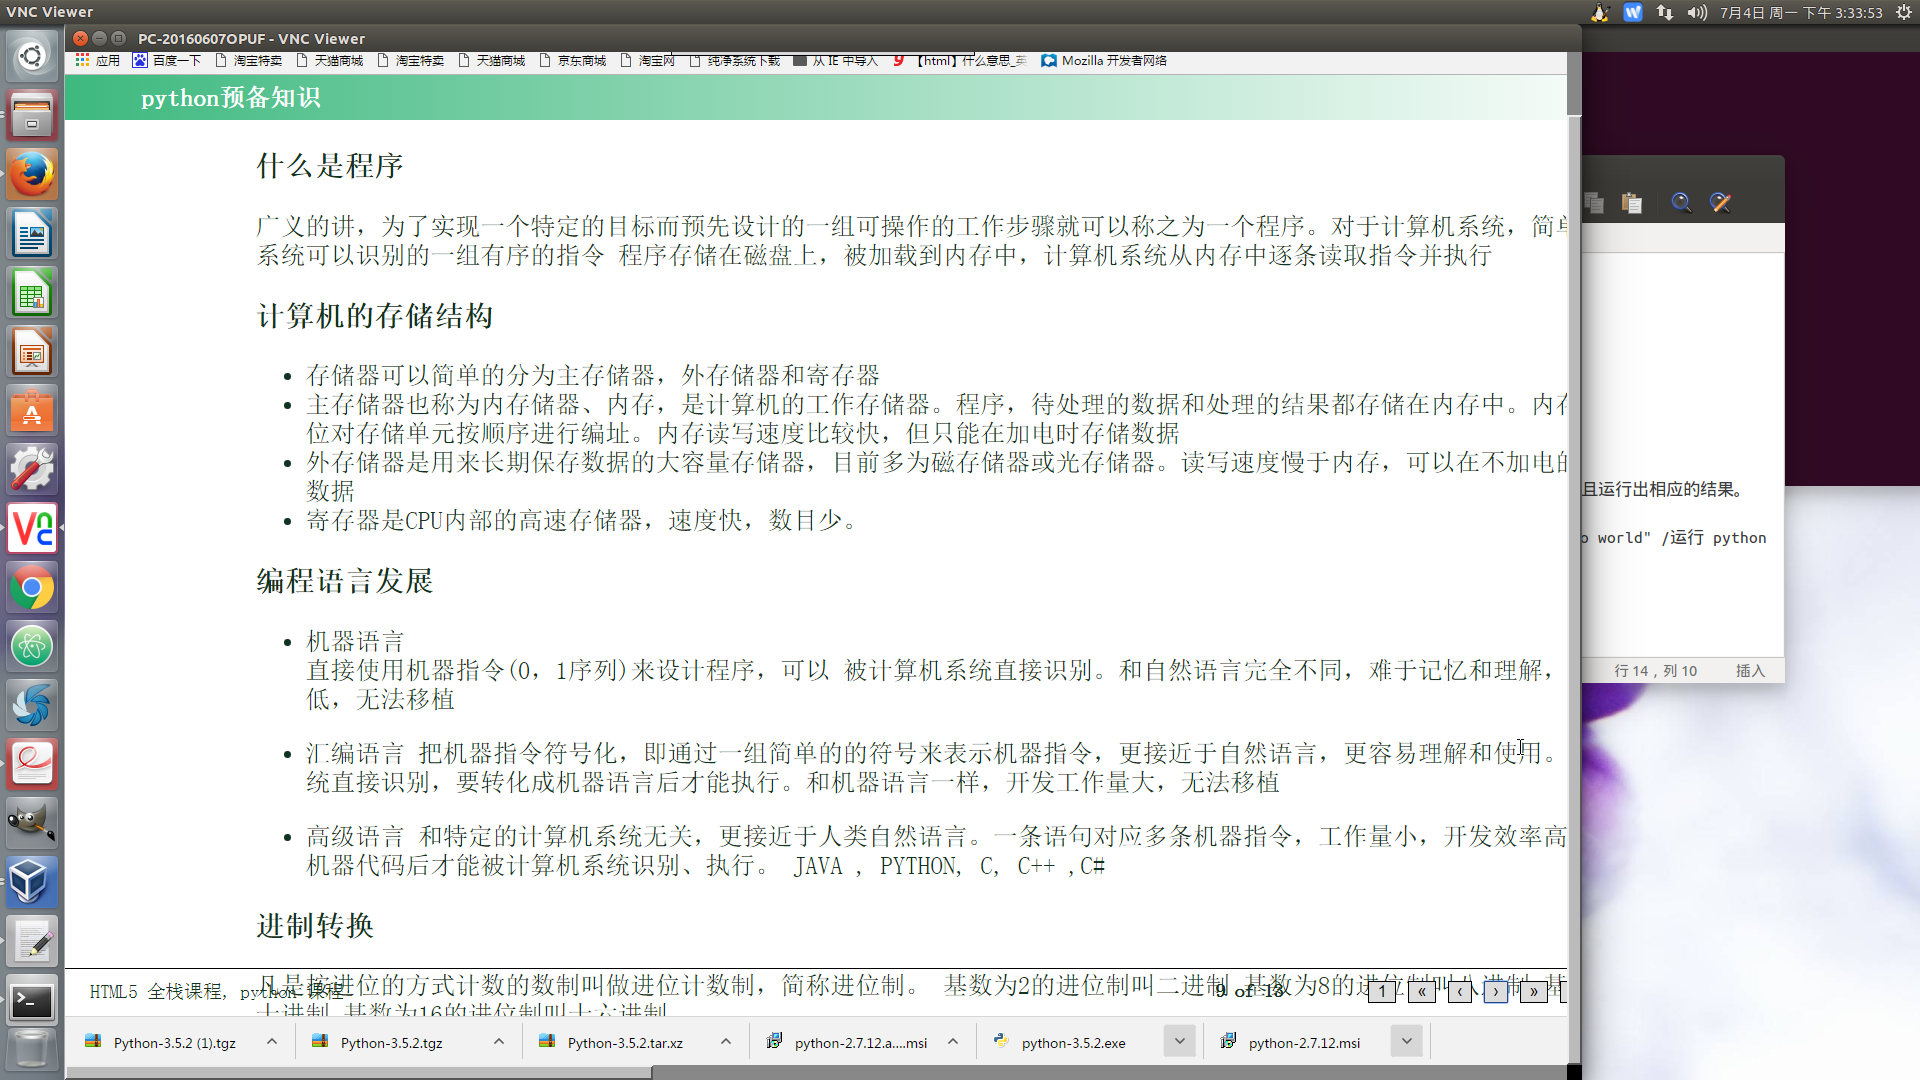 VNC Viewer
7月4日 周一 下午 3:33:53
PC-20160607OPUF - VNC Viewer
应用 百度一下 淘宝特卖 天猫商城 淘宝特卖 天猫商城 京东商城 淘宝网 纯净系统下载 从 IE 中导入 【html】什么意思_英 Mozilla 开发者网络
python预备知识
什么是程序
广义的讲，为了实现一个特定的目标而预先设计的一组可操作的工作步骤就可以称之为一个程序。对于计算机系统，简单
系统可以识别的一组有序的指令 程序存储在磁盘上，被加载到内存中，计算机系统从内存中逐条读取指令并执行
计算机的存储结构
• 存储器可以简单的分为主存储器，外存储器和寄存器
• 主存储器也称为内存储器、内存，是计算机的工作存储器。程序，待处理的数据和处理的结果都存储在内存中。内存
位对存储单元按顺序进行编址。内存读写速度比较快，但只能在加电时存储数据
• 外存储器是用来长期保存数据的大容量存储器，目前多为磁存储器或光存储器。读写速度慢于内存，可以在不加电的
数据
• 寄存器是CPU内部的高速存储器，速度快，数目少。
编程语言发展
• 机器语言
直接使用机器指令(0，1序列)来设计程序，可以 被计算机系统直接识别。和自然语言完全不同，难于记忆和理解，
低，无法移植
• 汇编语言 把机器指令符号化，即通过一组简单的的符号来表示机器指令，更接近于自然语言，更容易理解和使用。
统直接识别，要转化成机器语言后才能执行。和机器语言一样，开发工作量大，无法移植
• 高级语言 和特定的计算机系统无关，更接近于人类自然语言。一条语句对应多条机器指令，工作量小，开发效率高
机器代码后才能被计算机系统识别、执行。 JAVA , PYTHON, C, C++ ,C#
进制转换
凡是按进位的方式计数的数制叫做进位计数制，简称进位制。 基数为2的进位制叫二进制 基数为8的进位制叫八进制 基
十进制 基数为16的进位制叫十六进制
HTML5 全栈课程, python 课程
9 of 13
1 « ‹ › »
Python-3.5.2 (1).tgz
Python-3.5.2.tgz
Python-3.5.2.tar.xz
python-2.7.12.a....msi
python-3.5.2.exe
python-2.7.12.msi
且运行出相应的结果。
o world" /运行 python
行 14，列 10 插入